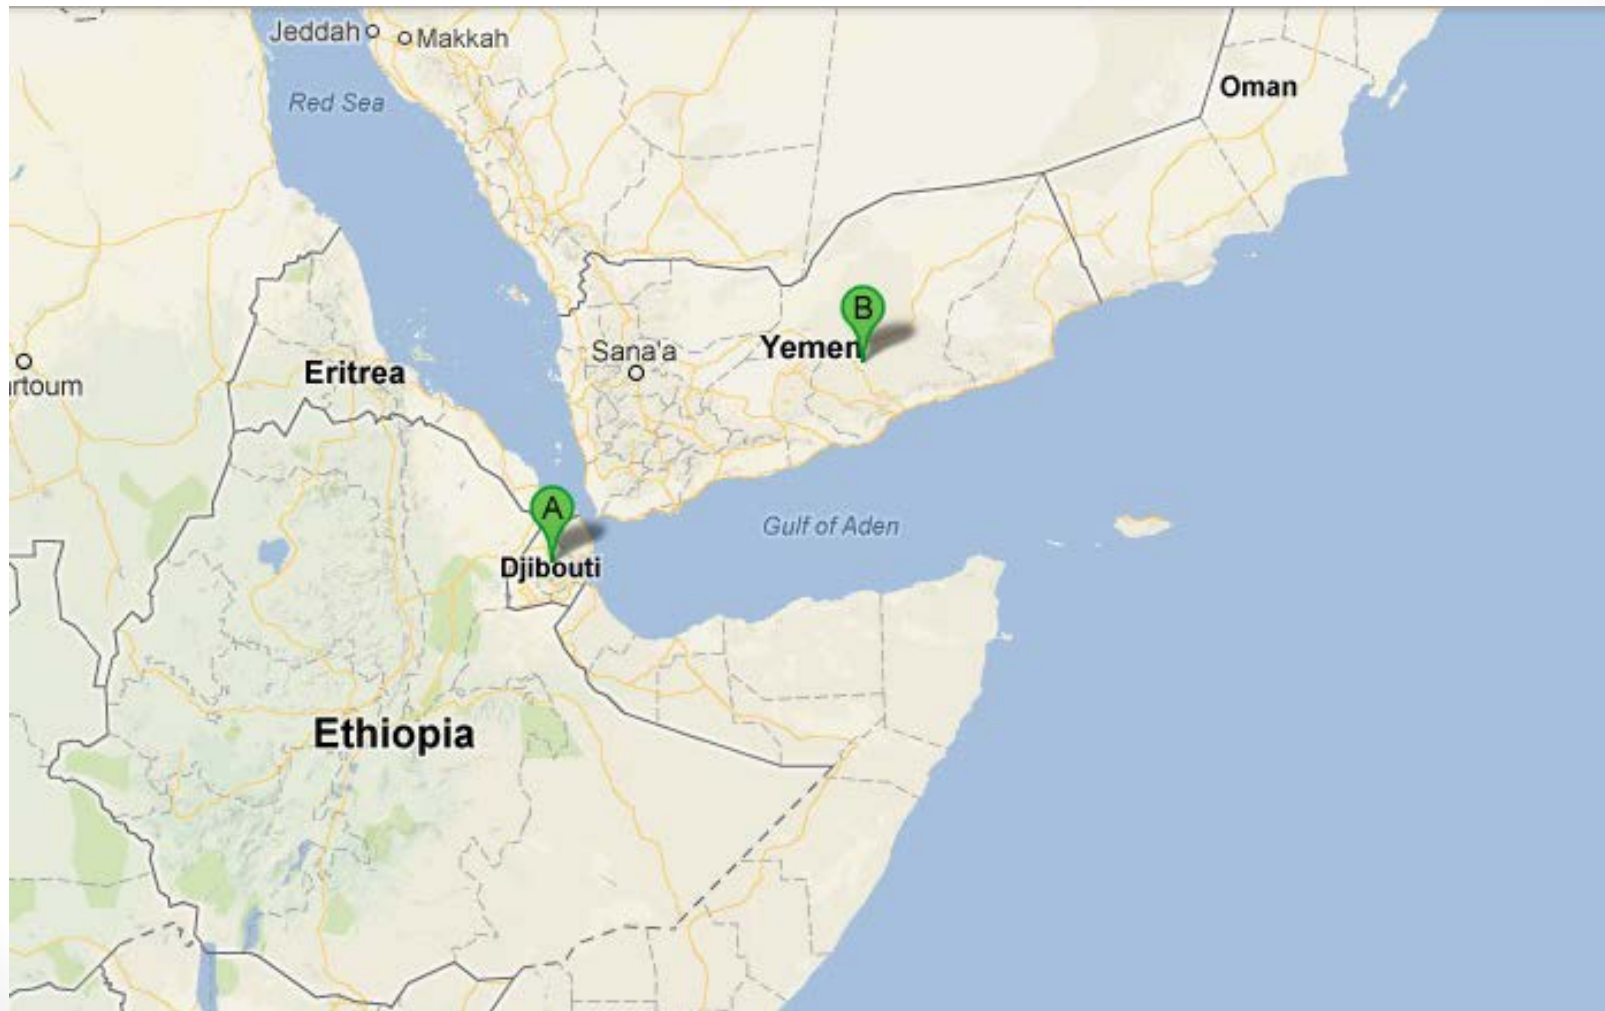 Jeddah
Makkah
Oman
Red Sea
B
Sana'a
Yemen
Eritrea
rtoum
A
Gulf of Aden
Djibouti
Ethiopia